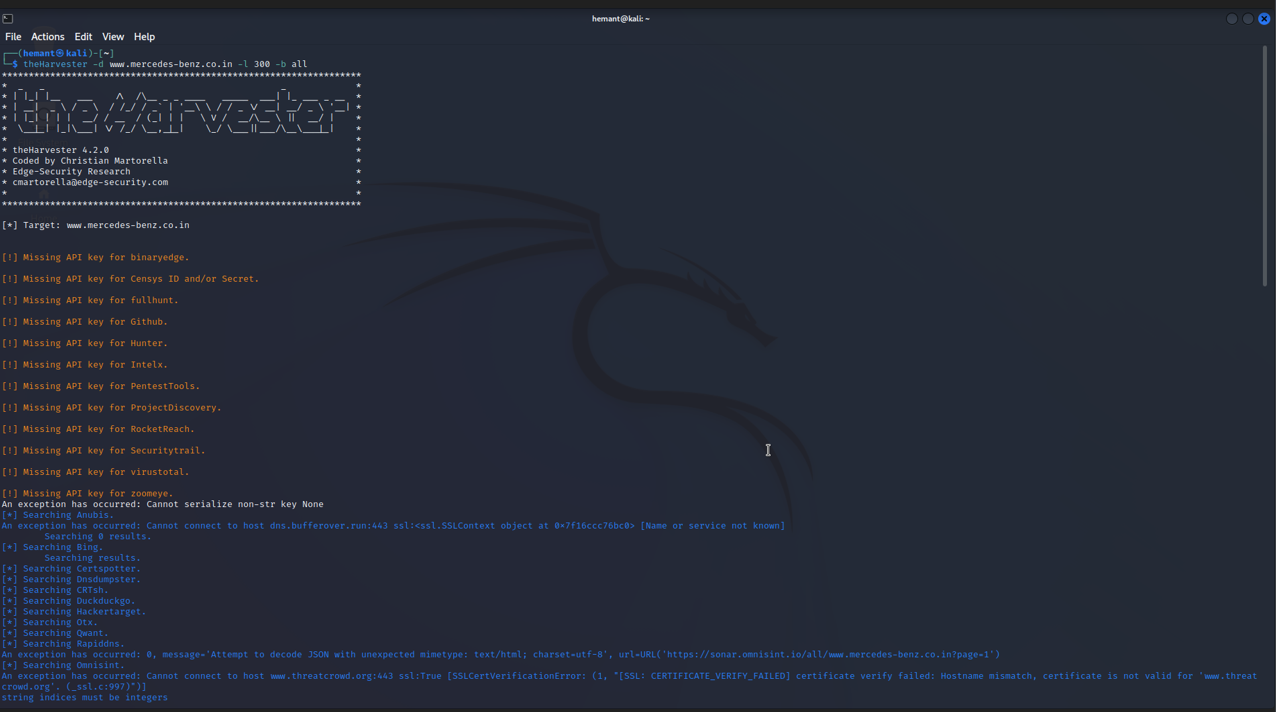 hemant@kali: ~
File Actions Edit View Help
┌──(hemant㉿kali)-[~]
└─$ theHarvester -d www.mercedes-benz.co.in -l 300 -b all
*******************************************************************
theHarvester
* theHarvester 4.2.0 *
* Coded by Christian Martorella *
* Edge-Security Research *
* cmartorella@edge-security.com *
* *
*******************************************************************
[*] Target: www.mercedes-benz.co.in
[!] Missing API key for binaryedge.
[!] Missing API key for Censys ID and/or Secret.
[!] Missing API key for fullhunt.
[!] Missing API key for Github.
[!] Missing API key for Hunter.
[!] Missing API key for Intelx.
[!] Missing API key for PentestTools.
[!] Missing API key for ProjectDiscovery.
[!] Missing API key for RocketReach.
[!] Missing API key for Securitytrail.
[!] Missing API key for virustotal.
[!] Missing API key for zoomeye.
An exception has occurred: Cannot serialize non-str key None
[*] Searching Anubis.
An exception has occurred: Cannot connect to host dns.bufferover.run:443 ssl:<ssl.SSLContext object at 0×7f16ccc76bc0> [Name or service not known]
Searching 0 results.
[*] Searching Bing.
Searching results.
[*] Searching Certspotter.
[*] Searching Dnsdumpster.
[*] Searching CRTsh.
[*] Searching Duckduckgo.
[*] Searching Hackertarget.
[*] Searching Otx.
[*] Searching Qwant.
[*] Searching Rapiddns.
An exception has occurred: 0, message='Attempt to decode JSON with unexpected mimetype: text/html; charset=utf-8', url=URL('https://sonar.omnisint.io/all/www.mercedes-benz.co.in?page=1')
[*] Searching Omnisint.
An exception has occurred: Cannot connect to host www.threatcrowd.org:443 ssl:True [SSLCertVerificationError: (1, "[SSL: CERTIFICATE_VERIFY_FAILED] certificate verify failed: Hostname mismatch, certificate is not valid for 'www.threat
crowd.org'. (_ssl.c:997)")]
string indices must be integers